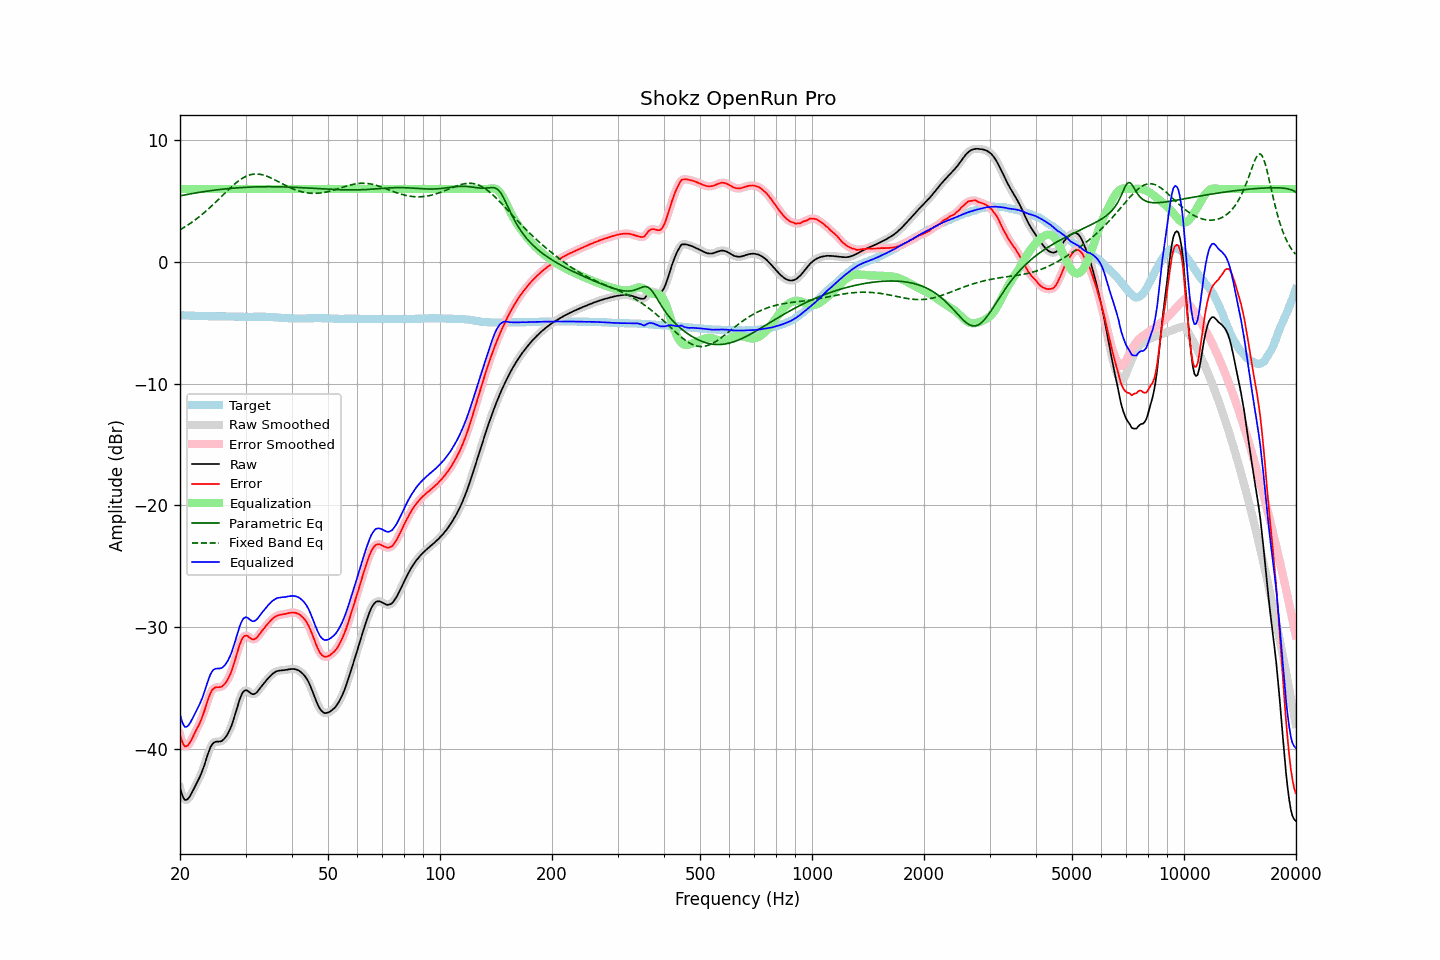 Shokz OpenRun Pro
Amplitude (dBr)
10
0
−10
−20
−30
−40
Target
Raw Smoothed
Error Smoothed
Raw
Error
Equalization
Parametric Eq
Fixed Band Eq
Equalized
20 50 100 200 500 1000 2000 5000 10000 20000
Frequency (Hz)